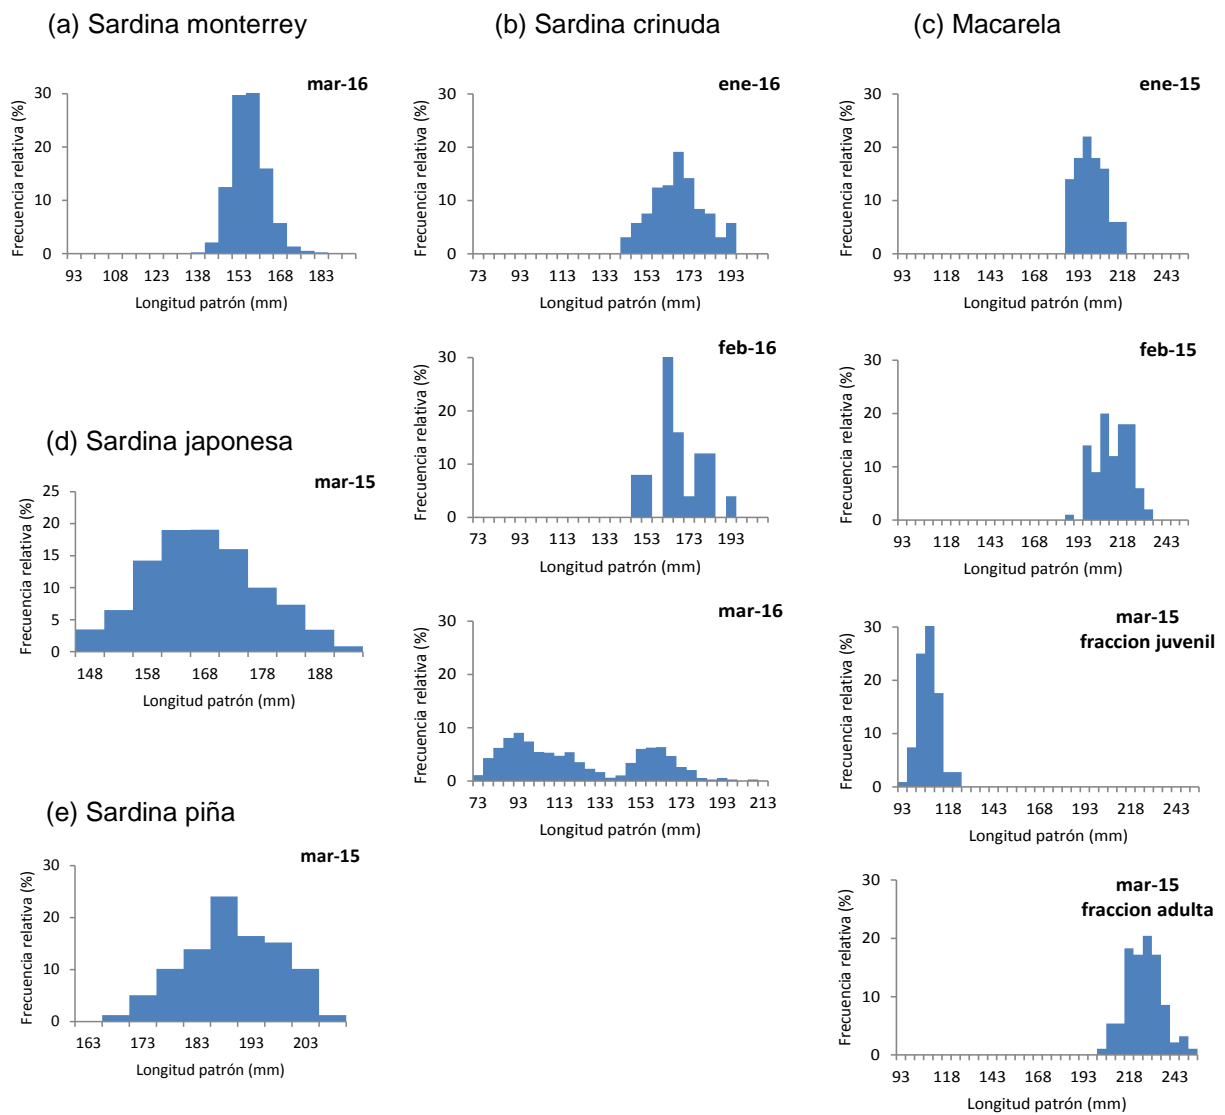 (a) Sardina monterrey
(b) Sardina crinuda
(c) Macarela
mar-16
Frecuencia relativa (%)
30
20
10
0
93 108 123 138 153 168 183
Longitud patrón (mm)
ene-16
Frecuencia relativa (%)
30
20
10
0
73 93 113 133 153 173 193
Longitud patrón (mm)
ene-15
Frecuencia relativa (%)
30
20
10
0
93 118 143 168 193 218 243
Longitud patrón (mm)
feb-16
Frecuencia relativa (%)
30
20
10
0
73 93 113 133 153 173 193
Longitud patrón (mm)
feb-15
Frecuencia relativa (%)
30
20
10
0
93 118 143 168 193 218 243
Longitud patrón (mm)
(d) Sardina japonesa
mar-15
Frecuencia relativa (%)
25
20
15
10
5
0
148 158 168 178 188
Longitud patrón (mm)
mar-16
Frecuencia relativa (%)
30
20
10
0
73 93 113 133 153 173 193 213
Longitud patrón (mm)
mar-15
fraccion juvenil
Frecuencia relativa (%)
30
20
10
0
93 118 143 168 193 218 243
Longitud patrón (mm)
(e) Sardina piña
mar-15
Frecuencia relativa (%)
30
20
10
0
163 173 183 193 203
Longitud patrón (mm)
mar-15
fraccion adulta
Frecuencia relativa (%)
30
20
10
0
93 118 143 168 193 218 243
Longitud patrón (mm)